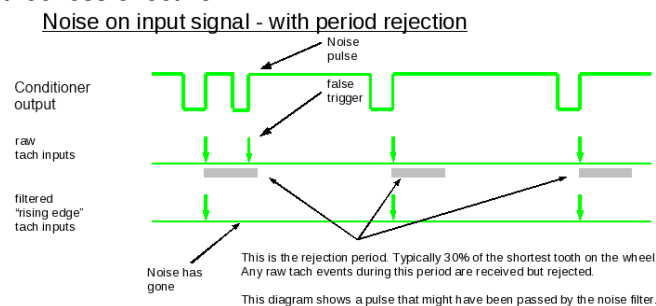 Noise on input signal - with period rejection
Noise
pulse
Conditioner
output
false
trigger
raw
tach inputs
filtered
"rising edge"
tach inputs
This is the rejection period. Typically 30% of the shortest tooth on the wheel.
Any raw tach events during this period are received but rejected.
Noise has
gone
This diagram shows a pulse that might have been passed by the noise filter.